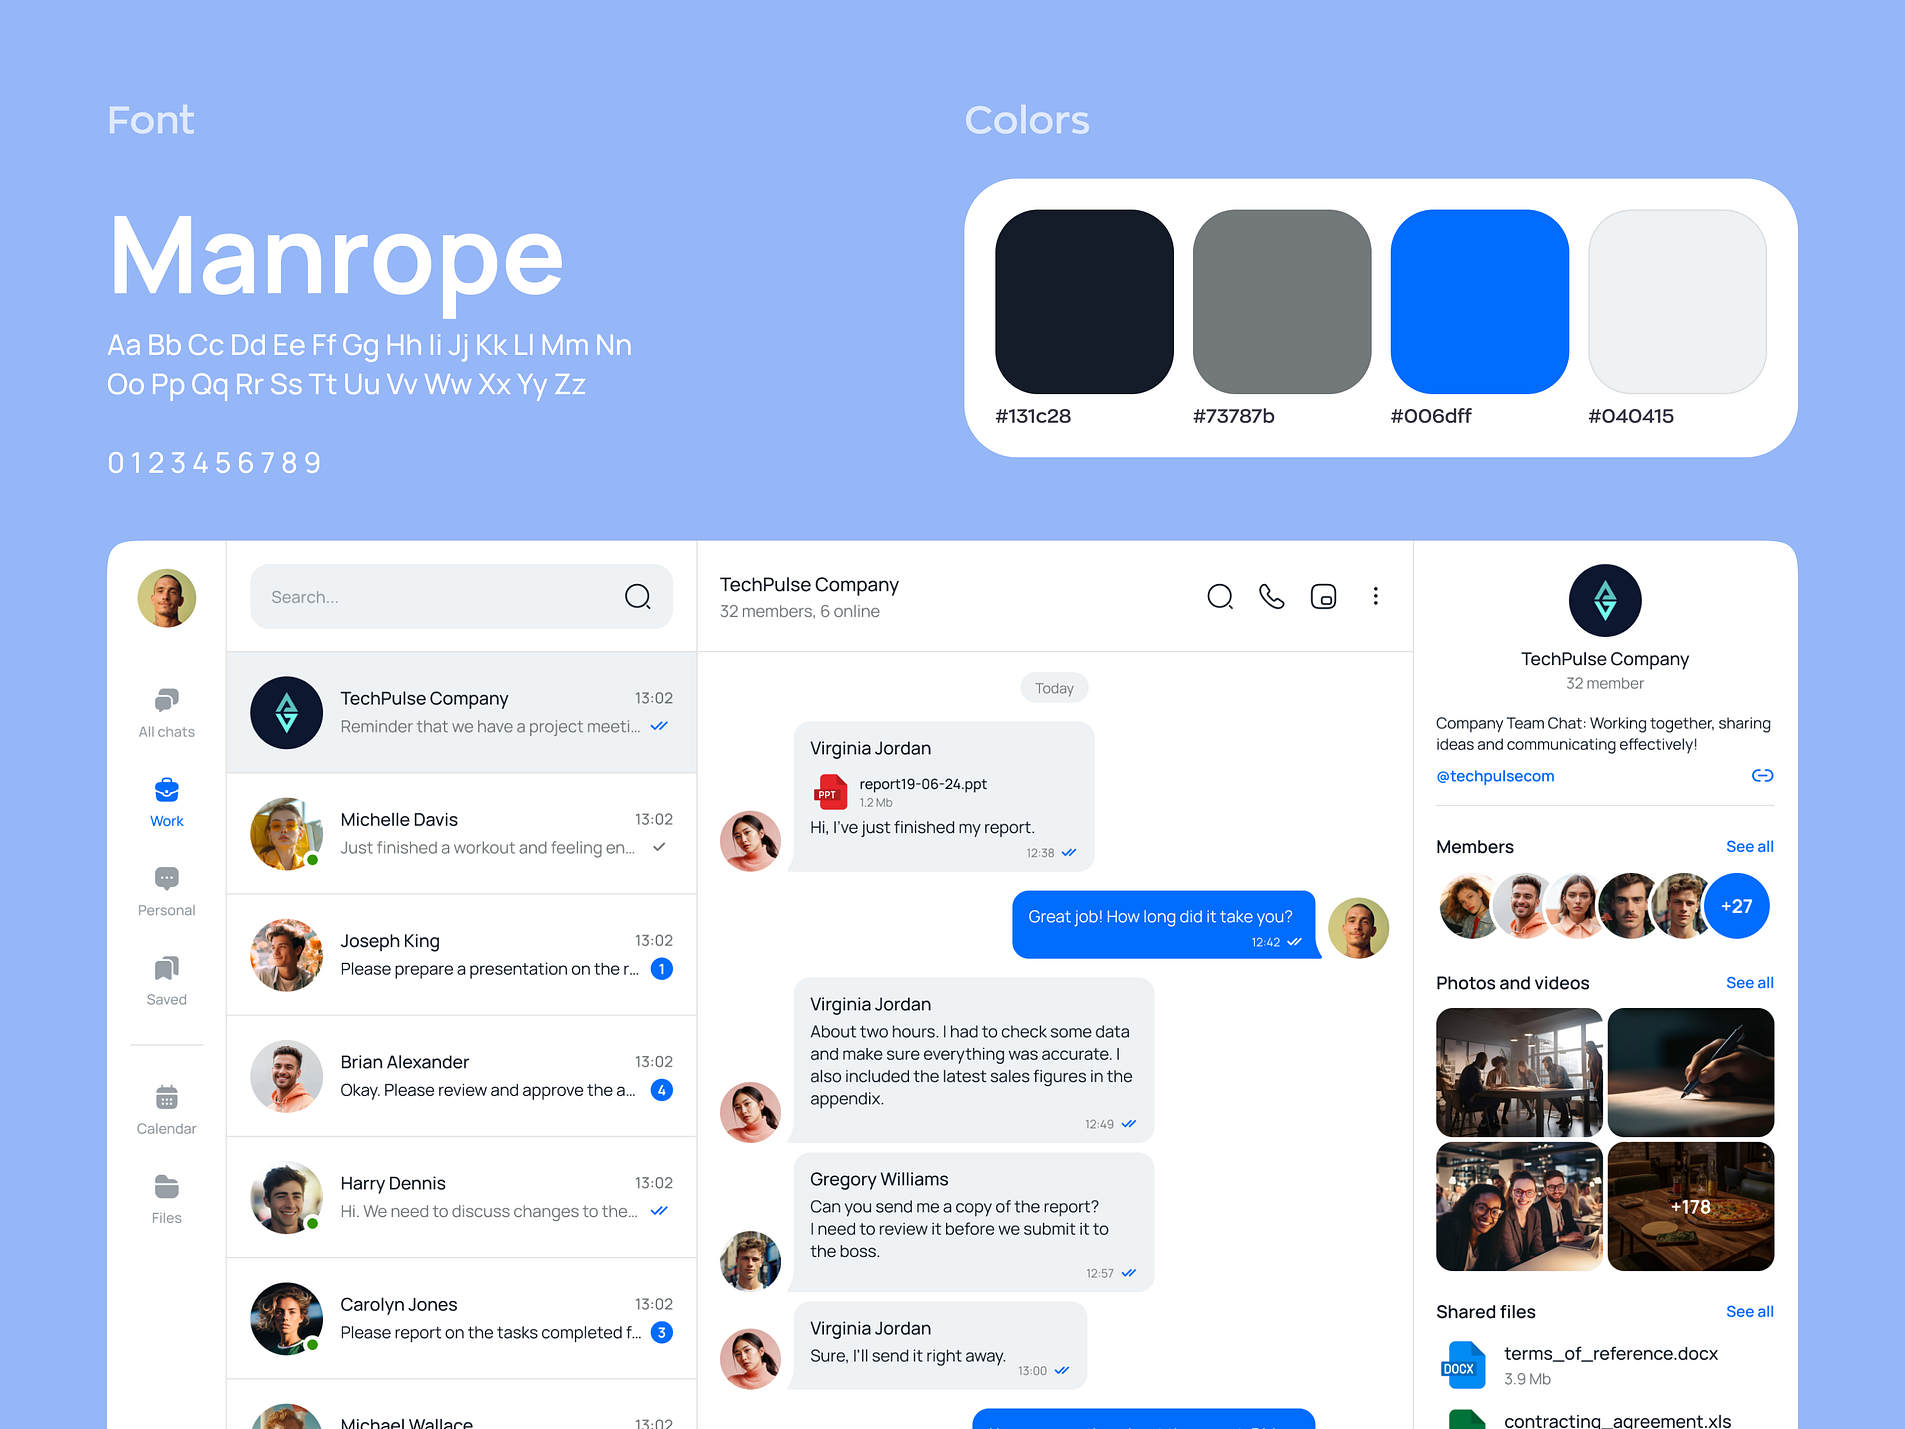 Font
Manrope
Aa Bb Cc Dd Ee Ff Gg Hh Ii Jj Kk Ll Mm Nn
Oo Pp Qq Rr Ss Tt Uu Vv Ww Xx Yy Zz
0 1 2 3 4 5 6 7 8 9
Colors
#131c28
#73787b
#006dff
#040415
All chats
Work
Personal
Saved
Calendar
Files
Search...
TechPulse Company 13:02
Reminder that we have a project meeti...
Michelle Davis 13:02
Just finished a workout and feeling en...
Joseph King 13:02
Please prepare a presentation on the r... 1
Brian Alexander 13:02
Okay. Please review and approve the a... 4
Harry Dennis 13:02
Hi. We need to discuss changes to the...
Carolyn Jones 13:02
Please report on the tasks completed f... 3
Michael Wallace 13:02
TechPulse Company
32 members, 6 online
Today
Virginia Jordan
PPT
report19-06-24.ppt
1.2 Mb
Hi, I've just finished my report.
12:38
Great job! How long did it take you?
12:42
Virginia Jordan
About two hours. I had to check some data
and make sure everything was accurate. I
also included the latest sales figures in the
appendix.
12:49
Gregory Williams
Can you send me a copy of the report?
I need to review it before we submit it to
the boss.
12:57
Virginia Jordan
Sure, I'll send it right away.
13:00
TechPulse Company
32 member
Company Team Chat: Working together, sharing
ideas and communicating effectively!
@techpulsecom
Members See all
+27
Photos and videos See all
+178
Shared files See all
DOCX
terms_of_reference.docx
3.9 Mb
contracting_agreement.xls